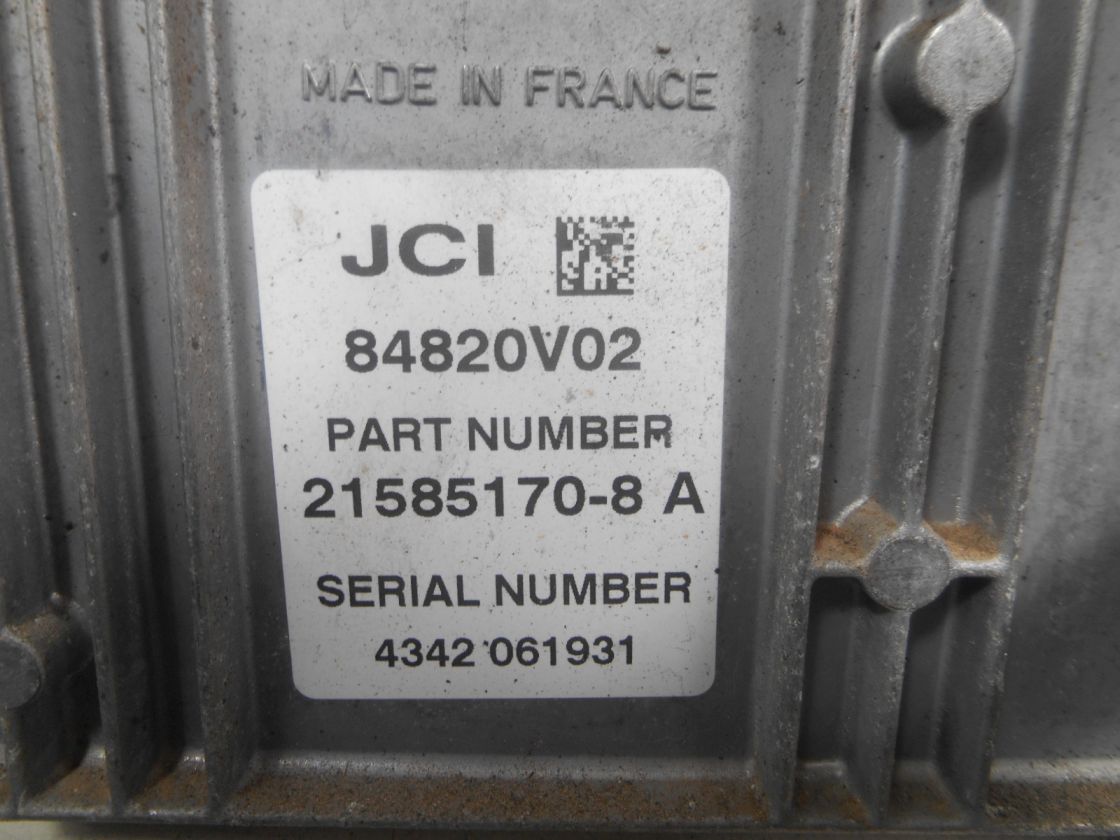 MADE IN FRANCE
JCI
84820V02
PART NUMBER
21585170-8 A
SERIAL NUMBER
4342 061931